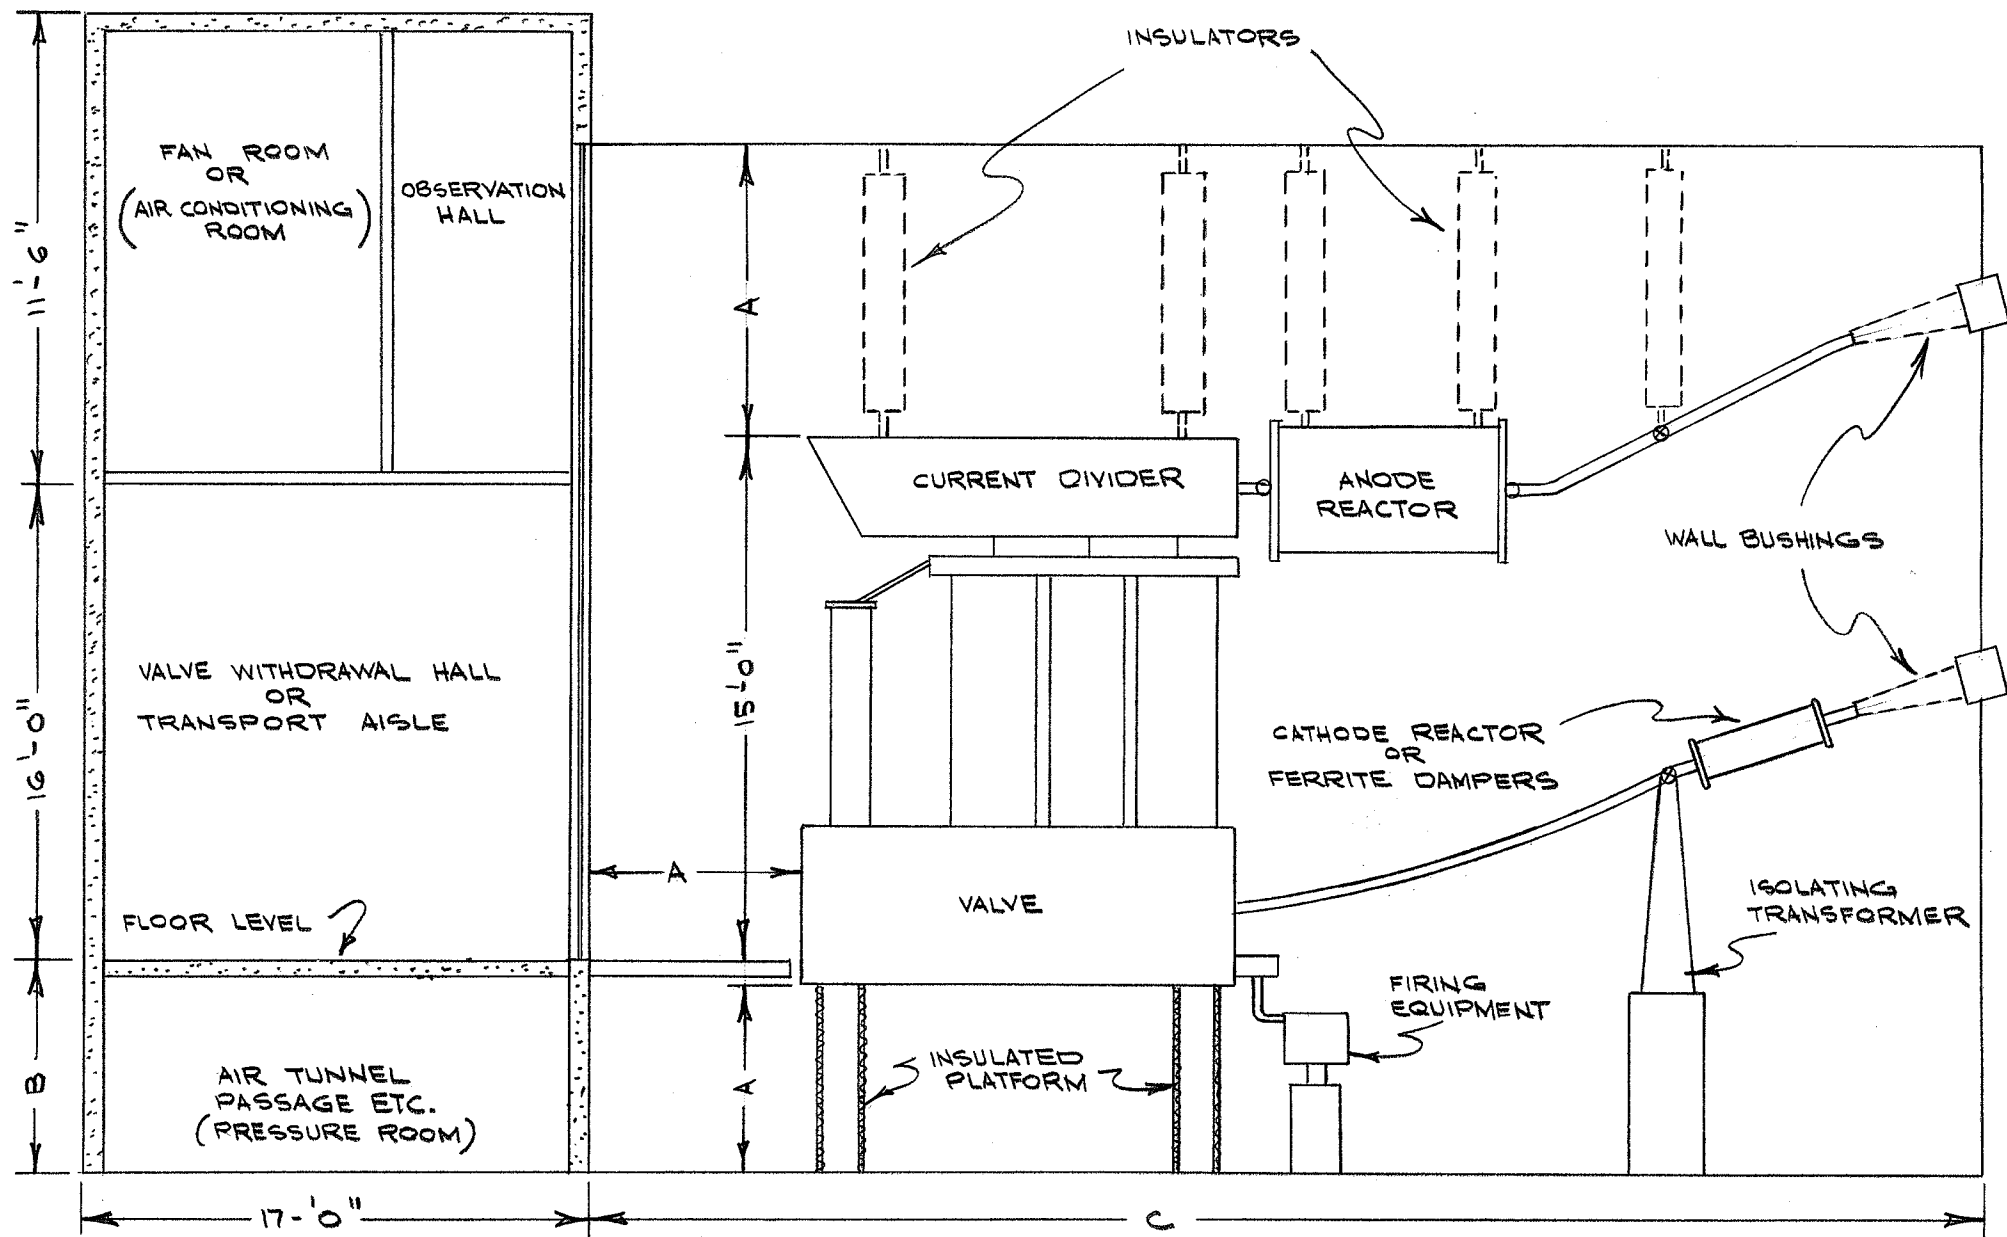 INSULATORS
FAN ROOM
OR
(AIR CONDITIONING
ROOM)
OBSERVATION
HALL
11'-6"
A
CURRENT DIVIDER
ANODE
REACTOR
WALL BUSHINGS
VALVE WITHDRAWAL HALL
OR
TRANSPORT AISLE
16'-0"
15'-0"
CATHODE REACTOR
OR
FERRITE DAMPERS
A
VALVE
ISOLATING
TRANSFORMER
FLOOR LEVEL
FIRING
EQUIPMENT
INSULATED
PLATFORM
A
B
AIR TUNNEL
PASSAGE ETC.
(PRESSURE ROOM)
17-'0"
C